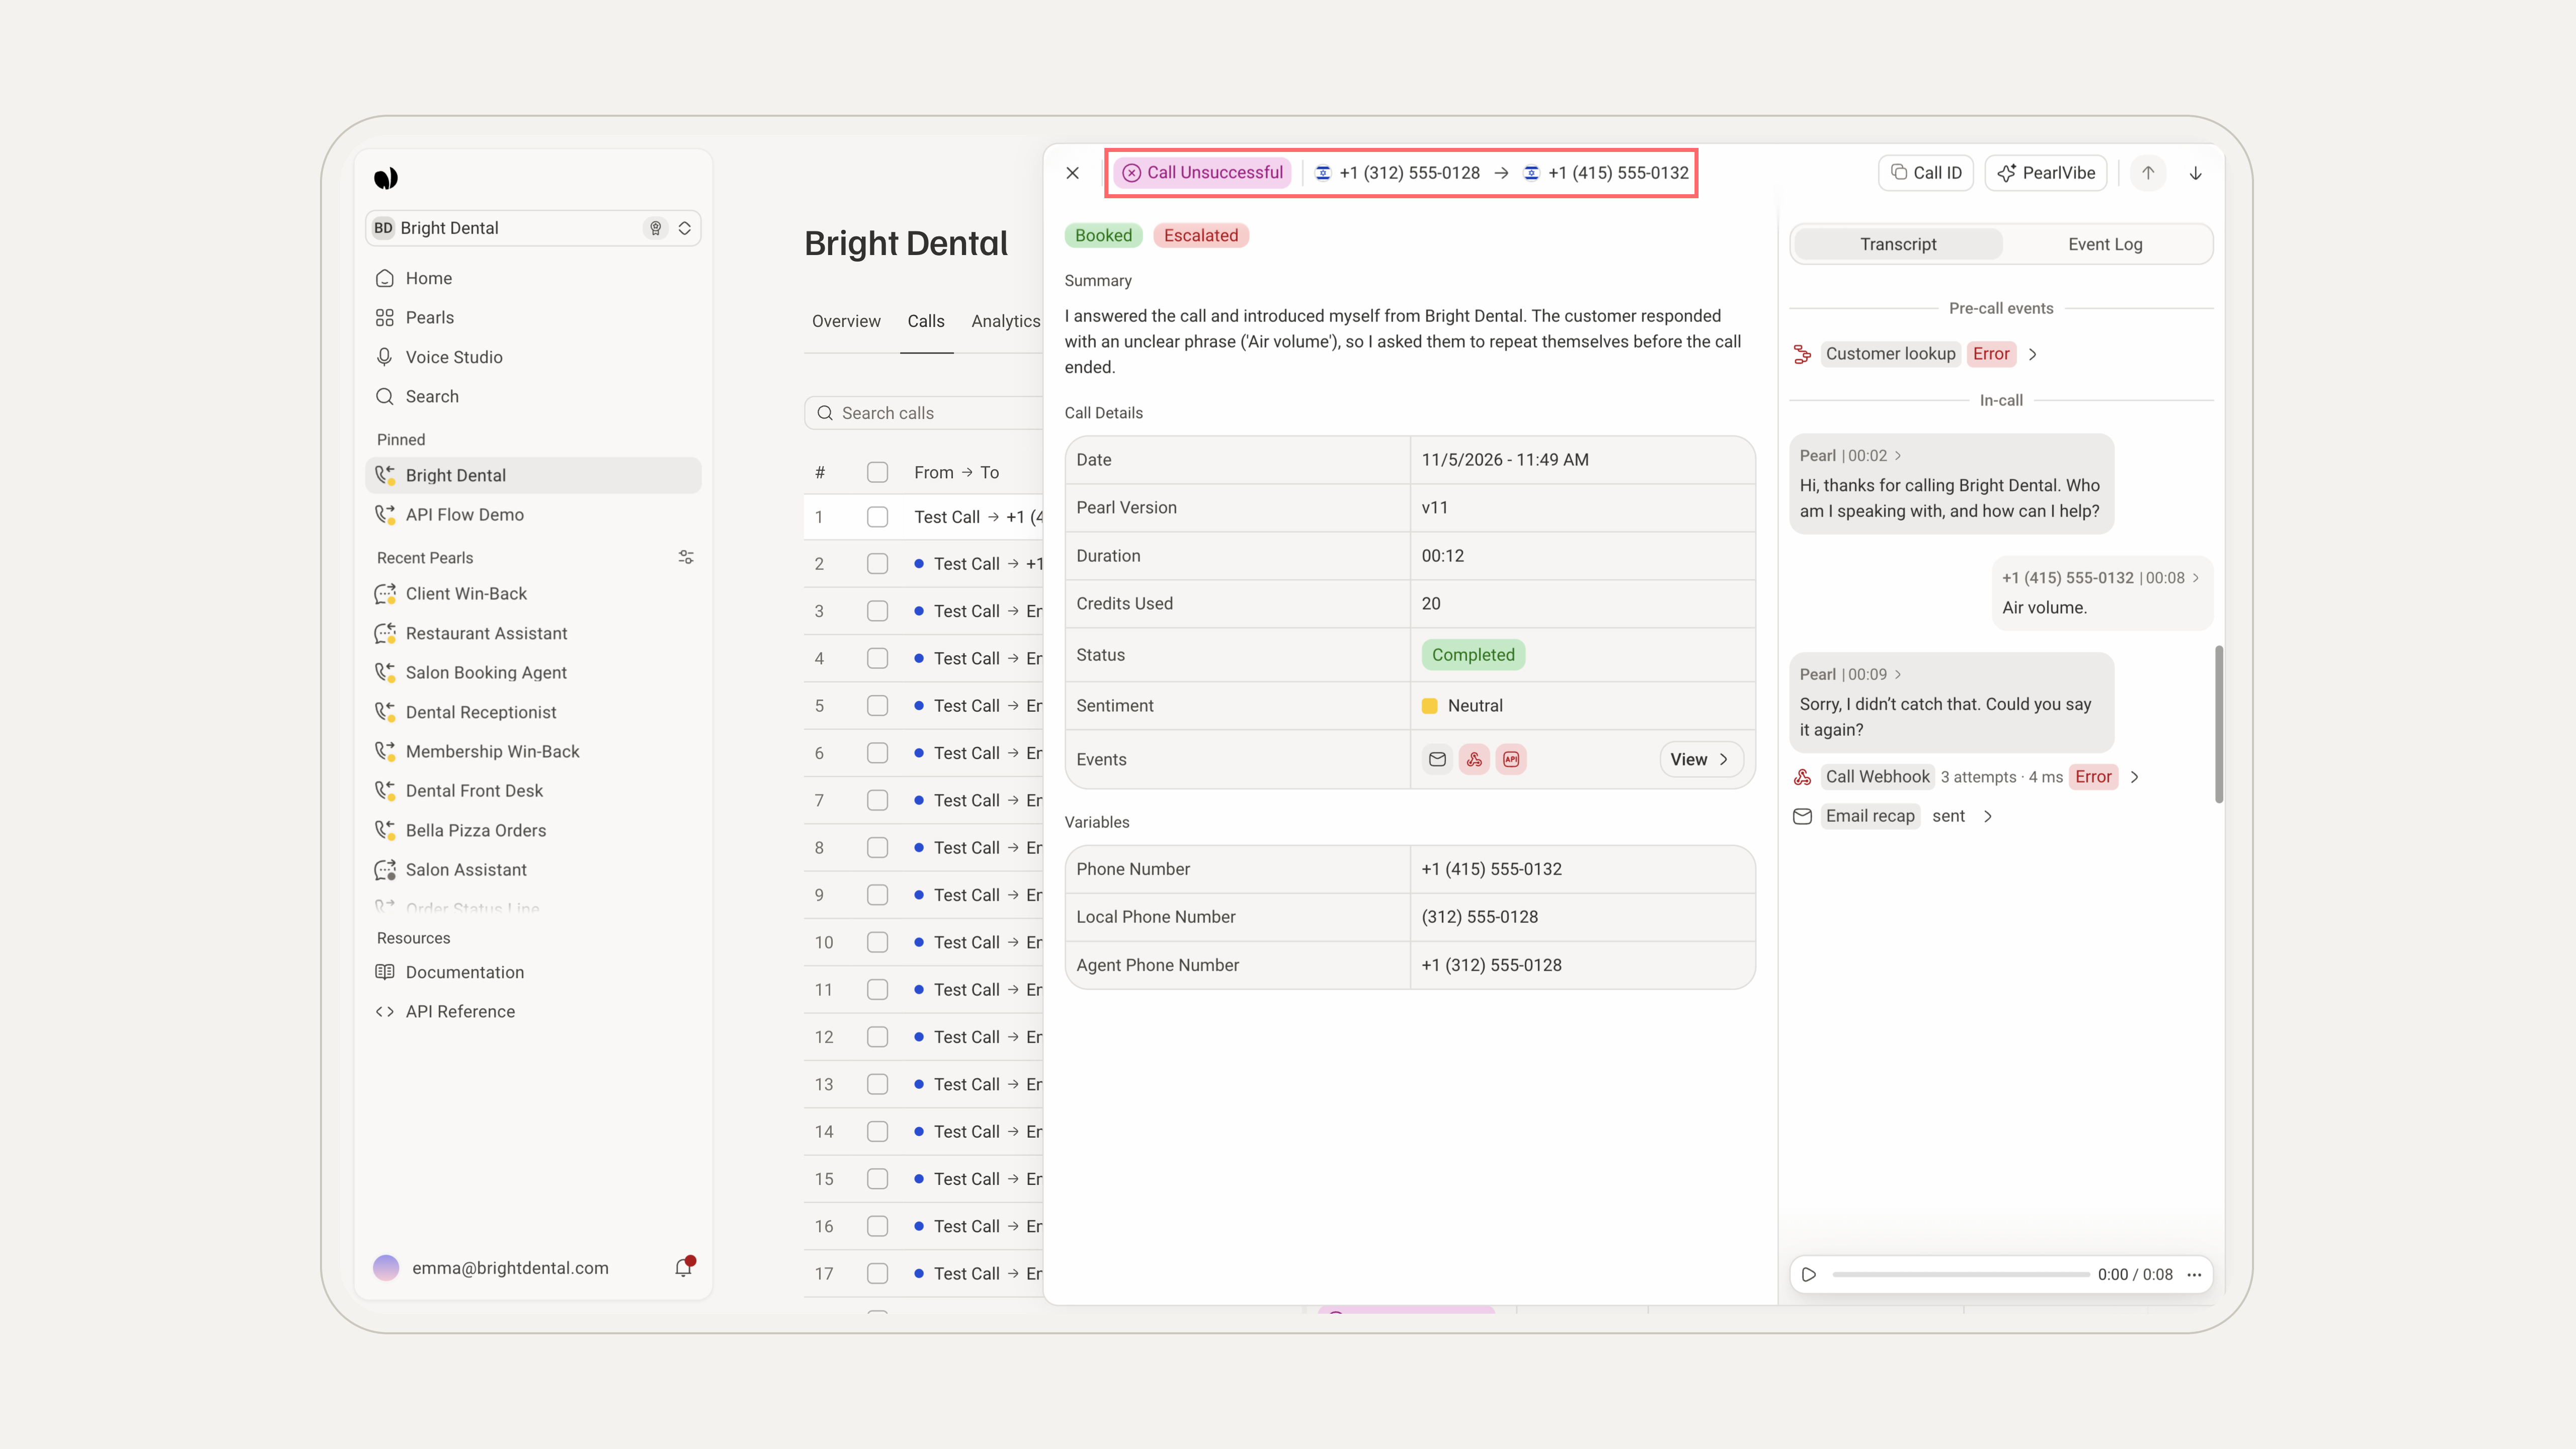 BD Bright Dental
Home
Pearls
Voice Studio
Search
Pinned
Bright Dental
API Flow Demo
Recent Pearls
Client Win-Back
Restaurant Assistant
Salon Booking Agent
Dental Receptionist
Membership Win-Back
Dental Front Desk
Bella Pizza Orders
Salon Assistant
Order Status Line
Resources
Documentation
API Reference
emma@brightdental.com
Bright Dental
Overview Calls Analytics
Search calls
# From → To
1 Test Call → +1 (4
2 Test Call → +1
3 Test Call → Er
4 Test Call → Er
5 Test Call → Er
6 Test Call → Er
7 Test Call → Er
8 Test Call → Er
9 Test Call → Er
10 Test Call → Er
11 Test Call → Er
12 Test Call → Er
13 Test Call → Er
14 Test Call → Er
15 Test Call → Er
16 Test Call → Er
17 Test Call → Er
Call Unsuccessful +1 (312) 555-0128 → +1 (415) 555-0132
Call ID PearlVibe
Booked Escalated
Summary
I answered the call and introduced myself from Bright Dental. The customer responded
with an unclear phrase ('Air volume'), so I asked them to repeat themselves before the call
ended.
Call Details
Date 11/5/2026 - 11:49 AM
Pearl Version v11
Duration 00:12
Credits Used 20
Status Completed
Sentiment Neutral
Events API View
Variables
Phone Number +1 (415) 555-0132
Local Phone Number (312) 555-0128
Agent Phone Number +1 (312) 555-0128
Transcript Event Log
Pre-call events
Customer lookup Error
In-call
Pearl | 00:02
Hi, thanks for calling Bright Dental. Who
am I speaking with, and how can I help?
+1 (415) 555-0132 | 00:08
Air volume.
Pearl | 00:09
Sorry, I didn’t catch that. Could you say
it again?
Call Webhook 3 attempts · 4 ms Error
Email recap sent
0:00 / 0:08